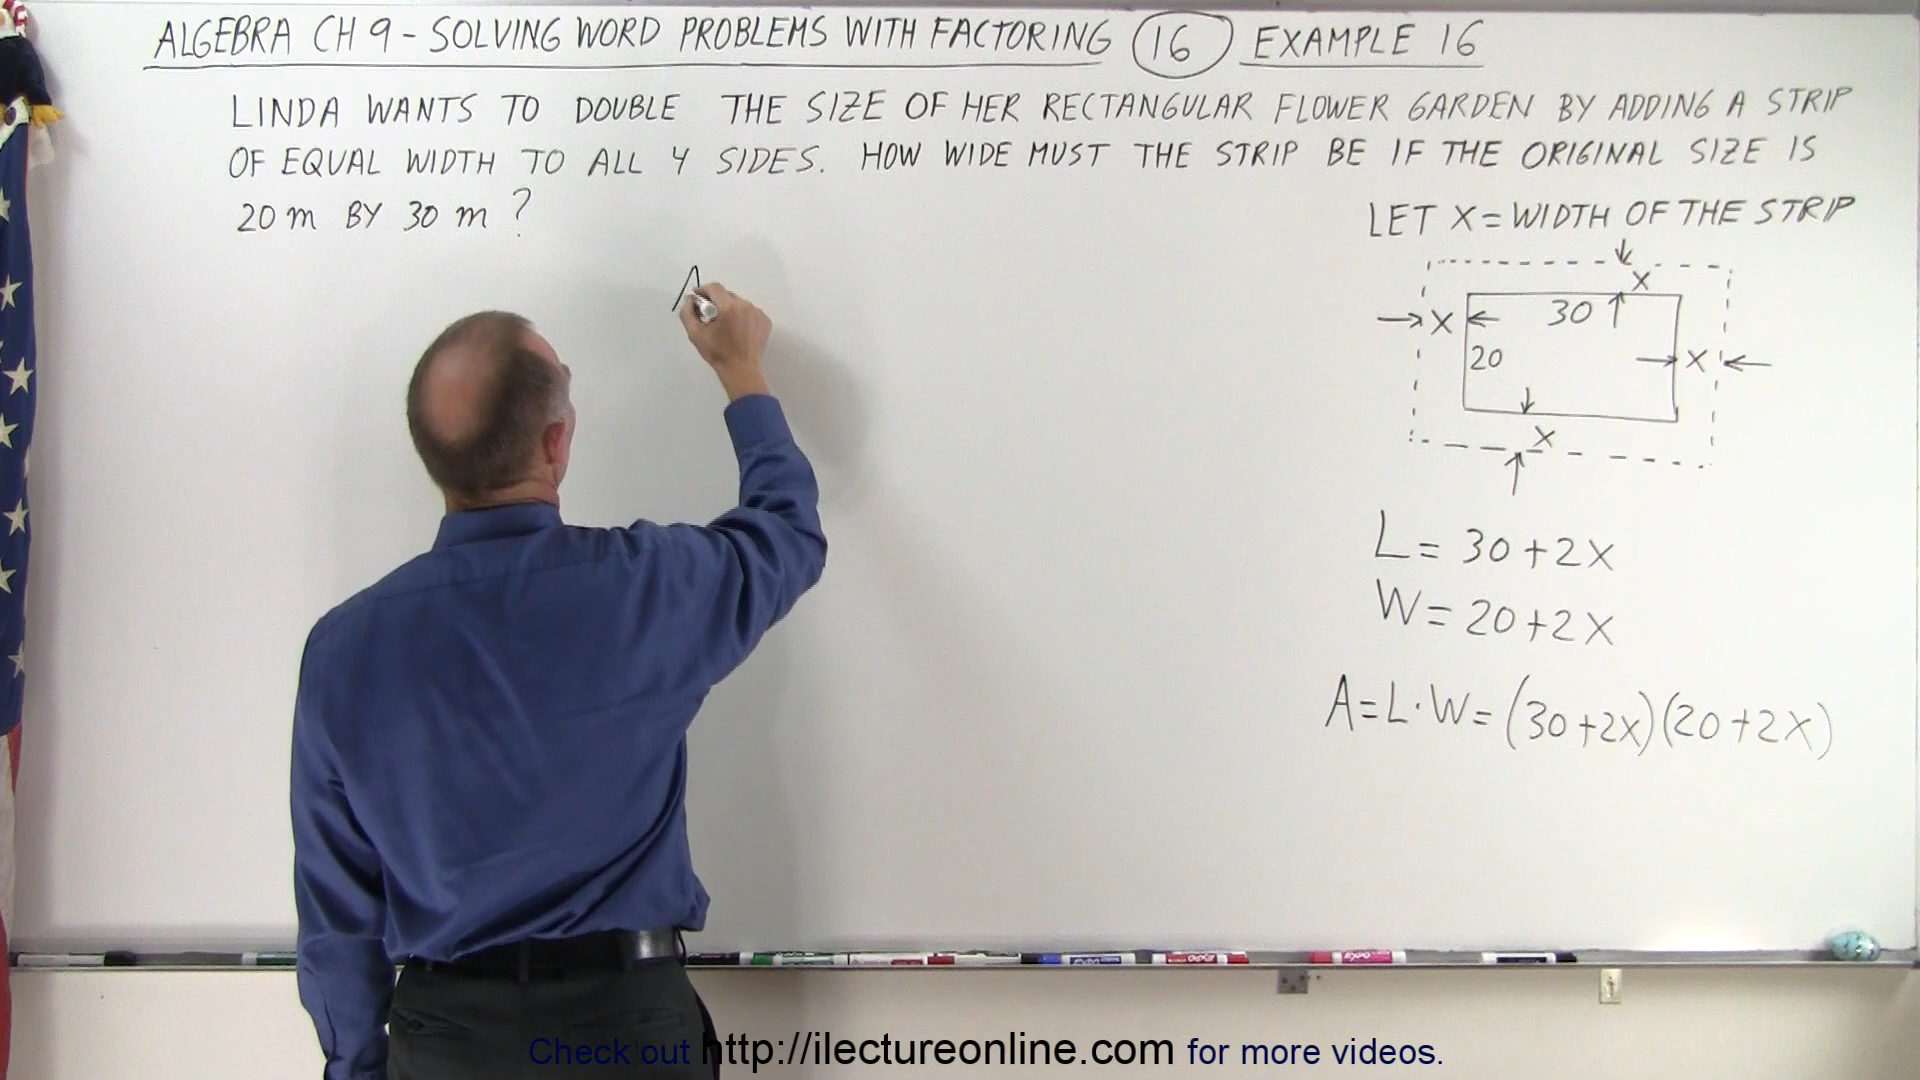 ALGEBRA CH 9 - SOLVING WORD PROBLEMS WITH FACTORING 16 EXAMPLE 16
LINDA WANTS TO DOUBLE THE SIZE OF HER RECTANGULAR FLOWER GARDEN BY ADDING A STRIP
OF EQUAL WIDTH TO ALL 4 SIDES. HOW WIDE MUST THE STRIP BE IF THE ORIGINAL SIZE IS
20 m BY 30 m ?
LET X = WIDTH OF THE STRIP
X
30
X
20
X
X
L = 30 + 2X
W = 20 + 2X
A = L · W = (30 + 2X)(20 + 2X)
Check out http://ilectureonline.com for more videos.